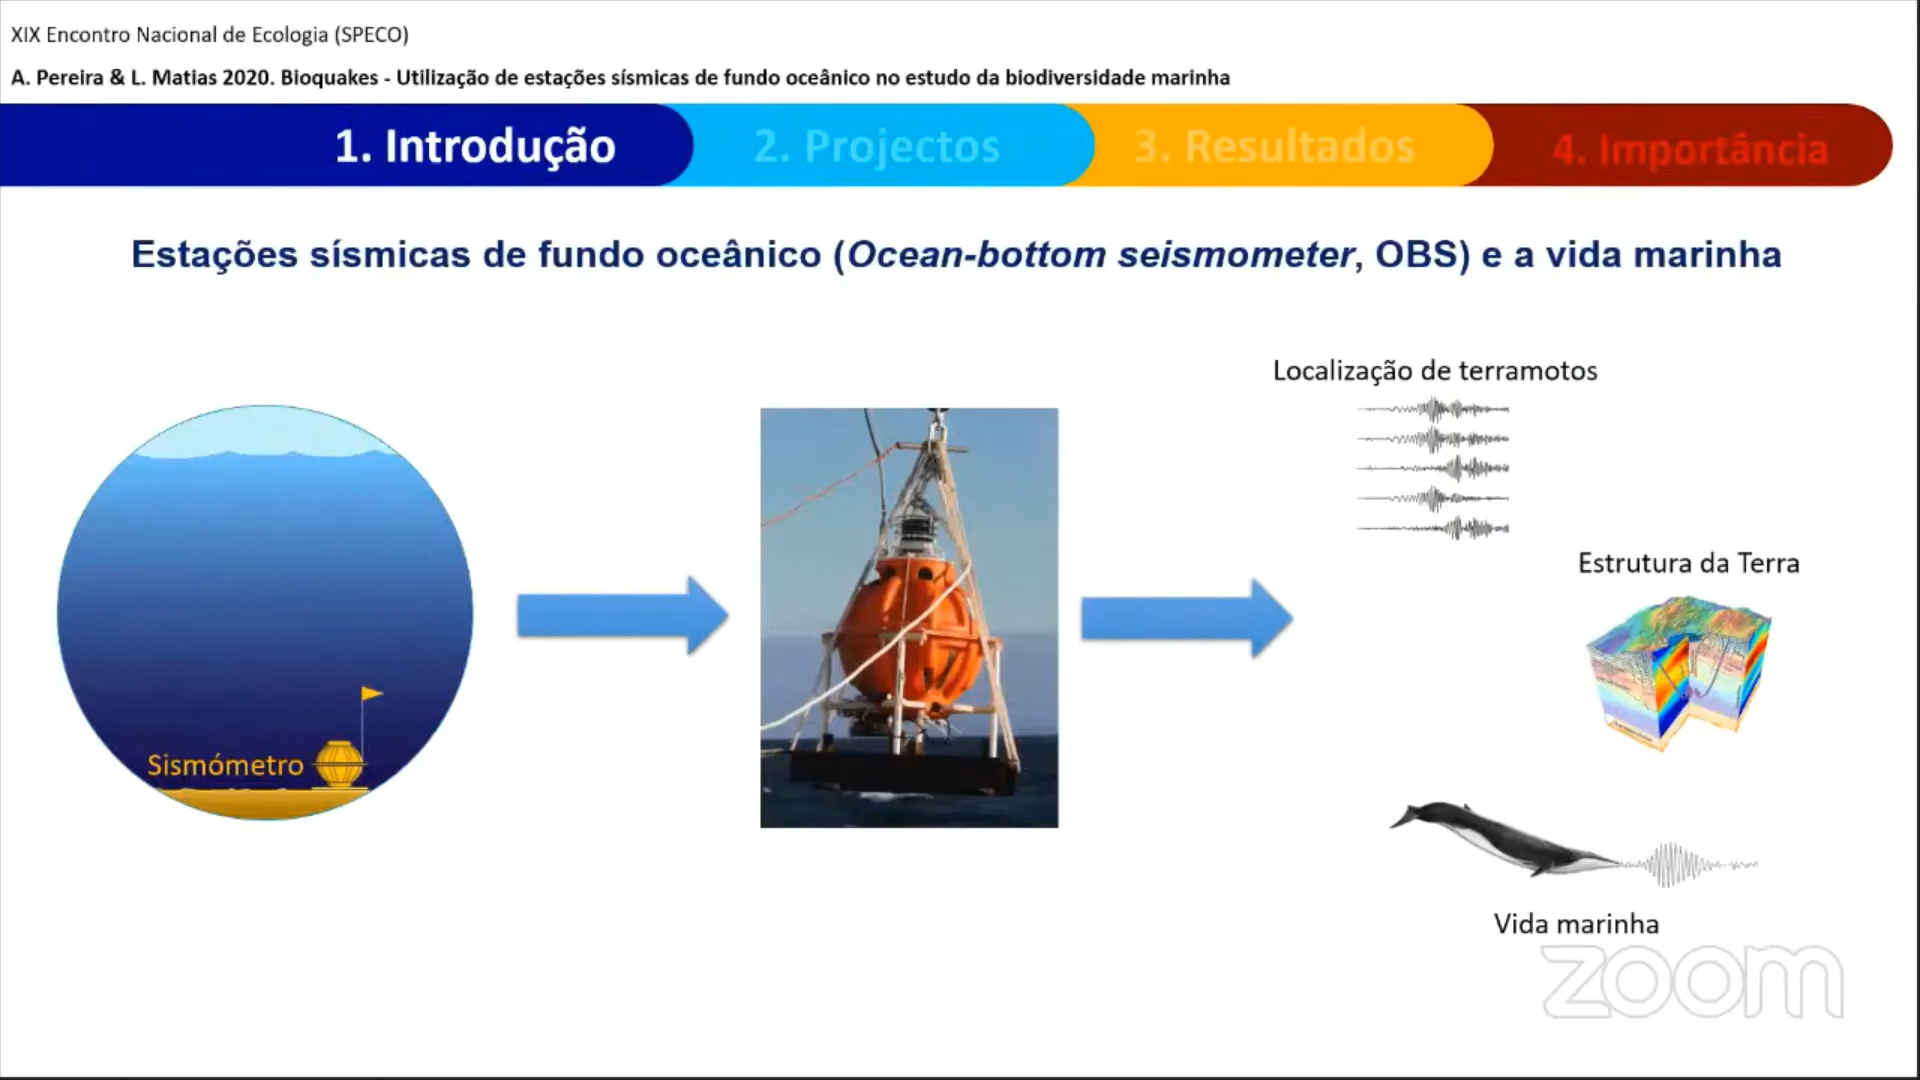 XIX Encontro Nacional de Ecologia (SPECO)
A. Pereira & L. Matias 2020. Bioquakes - Utilização de estações sísmicas de fundo oceânico no estudo da biodiversidade marinha
1. Introdução
2. Projectos
3. Resultados
4. Importância
Estações sísmicas de fundo oceânico (Ocean-bottom seismometer, OBS) e a vida marinha
Localização de terramotos
Estrutura da Terra
Sismómetro
Vida marinha
zoom